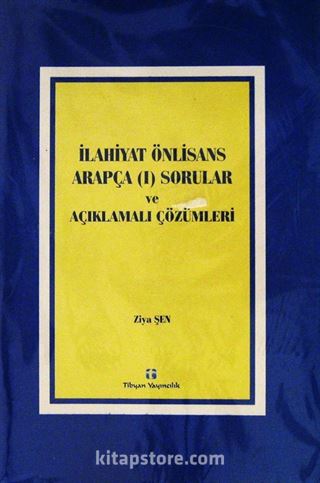 İLAHİYAT ÖNLİSANS
ARAPÇA (I) SORULAR
ve
AÇIKLAMALI ÇÖZÜMLERİ
Ziya ŞEN
Tibyan Yayıncılık
kitapstore.com